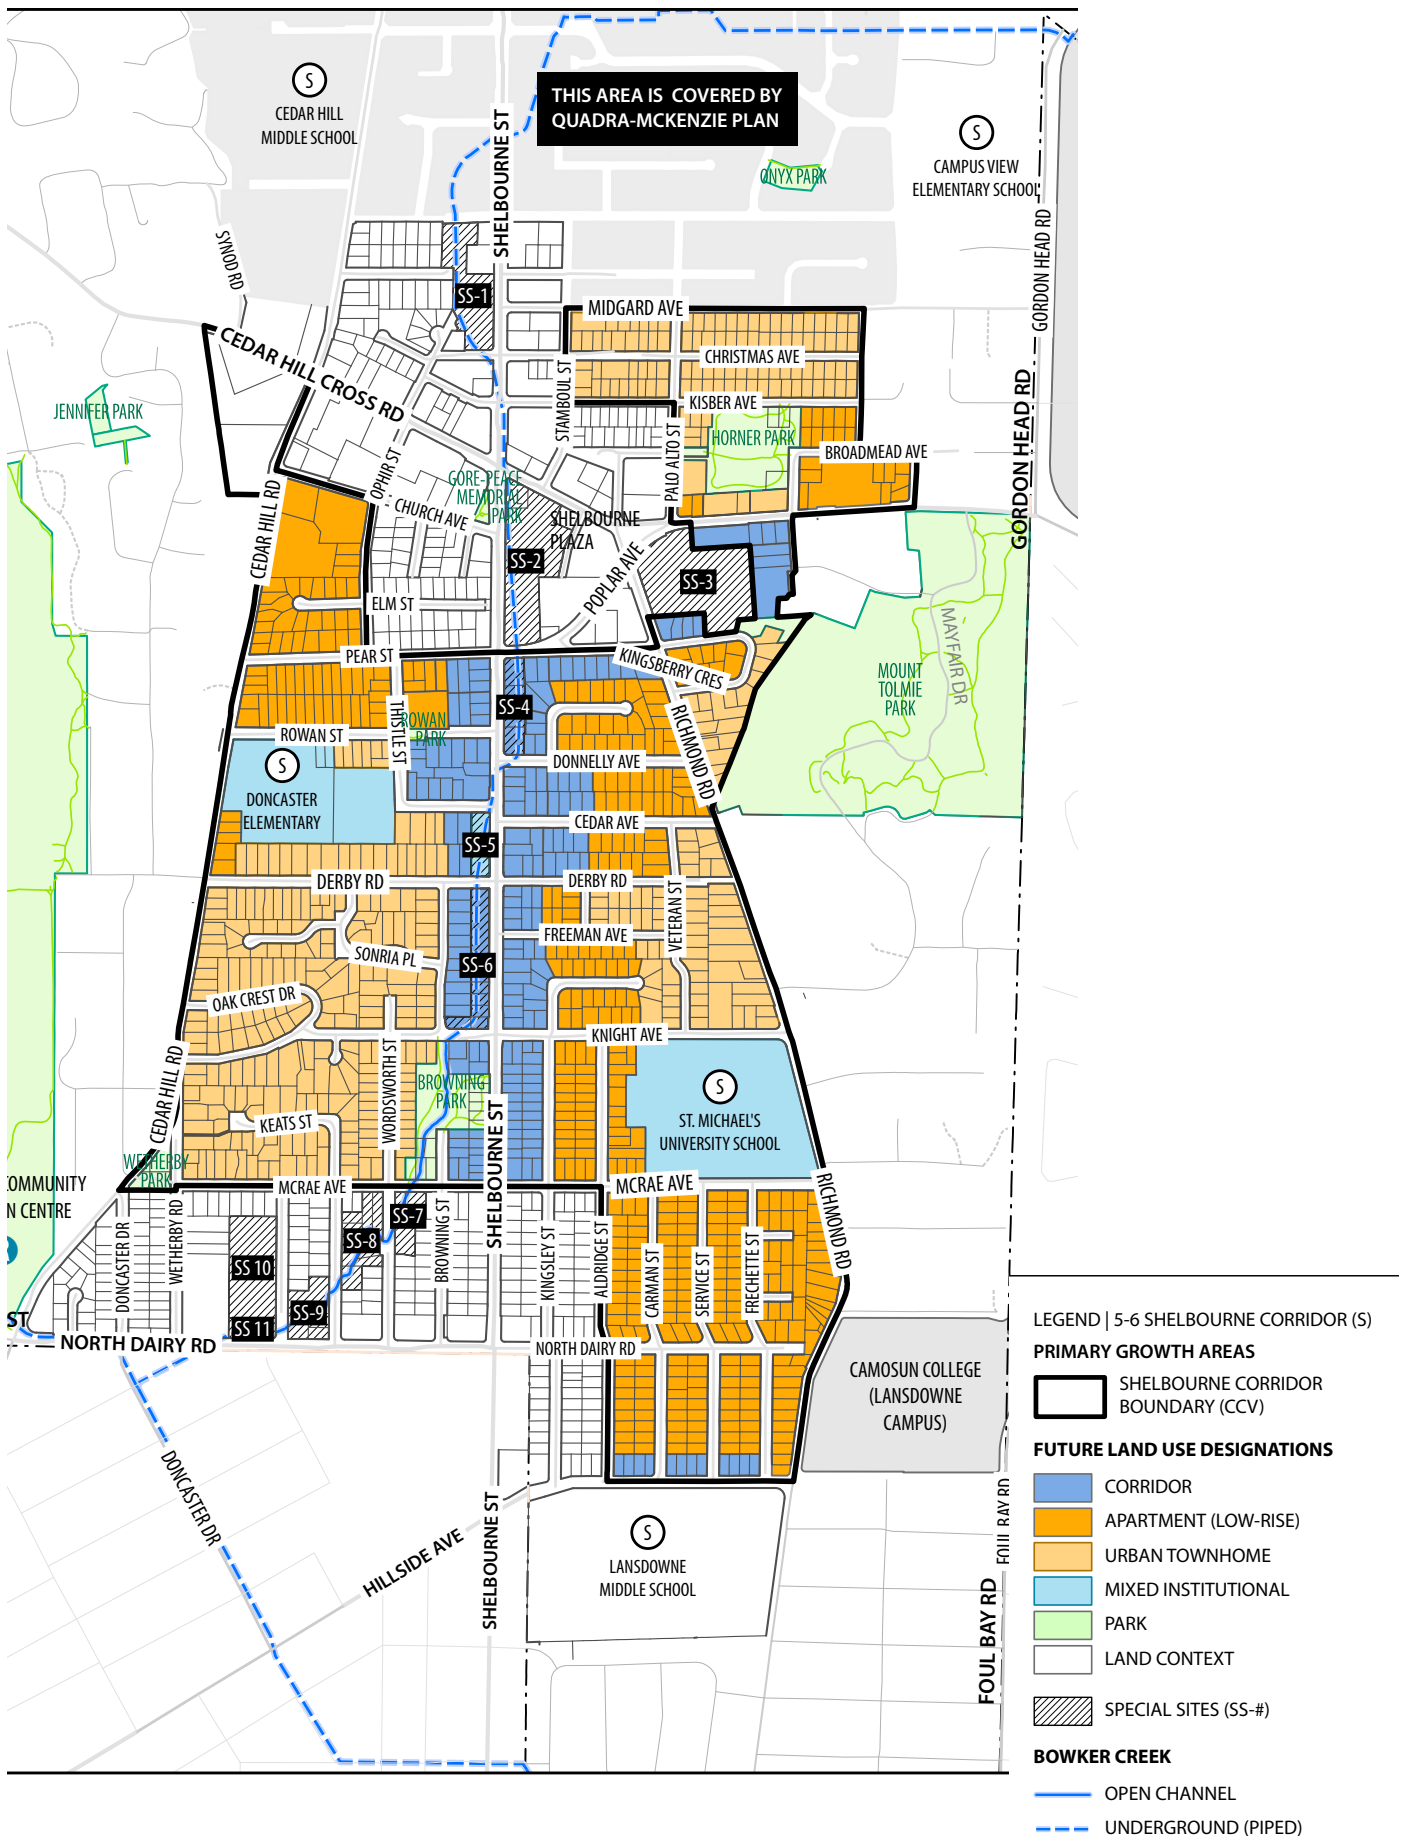 THIS AREA IS COVERED BY
QUADRA-MCKENZIE PLAN
S
CEDAR HILL
MIDDLE SCHOOL
SHELBOURNE ST
S
CAMPUS VIEW
ELEMENTARY SCHOOL
ONYX PARK
GORDON HEAD RD
SYNOD RD
SS-1
MIDGARD AVE
CEDAR HILL CROSS RD
CHRISTMAS AVE
STAMBOUL ST
KISBER AVE
JENNIFER PARK
HORNER PARK
GORDON HEAD RD
PALO ALTO ST
BROADMEAD AVE
OPHIR ST
GORE-PEACE
MEMORIAL
PARK
CEDAR HILL RD
CHURCH AVE
SHELBOURNE
PLAZA
SS-2
POPLAR AVE
SS-3
ELM ST
MAYFAIR DR
PEAR ST
KINGSBERRY CRES
MOUNT
TOLMIE
PARK
THISTLE ST
ROWAN
PARK
SS-4
ROWAN ST
RICHMOND RD
S
DONCASTER
ELEMENTARY
DONNELLY AVE
CEDAR AVE
SS-5
DERBY RD
DERBY RD
VETERAN ST
FREEMAN AVE
SONRIA PL
SS-6
OAK CREST DR
KNIGHT AVE
CEDAR HILL RD
WORDSWORTH ST
BROWNING
PARK
S
ST. MICHAEL'S
UNIVERSITY SCHOOL
KEATS ST
SHELBOURNE ST
WETHERBY
PARK
OMMUNITY
N CENTRE
MCRAE AVE
MCRAE AVE
RICHMOND RD
DONCASTER DR
WETHERBY RD
SS-7
SS-8
BROWNING ST
KINGSLEY ST
ALDRIDGE ST
CARMAN ST
SERVICE ST
FRECHETTE ST
SS 10
SS-9
SS 11
ST
NORTH DAIRY RD
NORTH DAIRY RD
CAMOSUN COLLEGE
(LANSDOWNE
CAMPUS)
DONCASTER DR
HILLSIDE AVE
SHELBOURNE ST
S
LANSDOWNE
MIDDLE SCHOOL
FOUL BAY RD
FOUL BAY RD
LEGEND | 5-6 SHELBOURNE CORRIDOR (S)
PRIMARY GROWTH AREAS
SHELBOURNE CORRIDOR
BOUNDARY (CCV)
FUTURE LAND USE DESIGNATIONS
CORRIDOR
APARTMENT (LOW-RISE)
URBAN TOWNHOME
MIXED INSTITUTIONAL
PARK
LAND CONTEXT
SPECIAL SITES (SS-#)
BOWKER CREEK
OPEN CHANNEL
UNDERGROUND (PIPED)